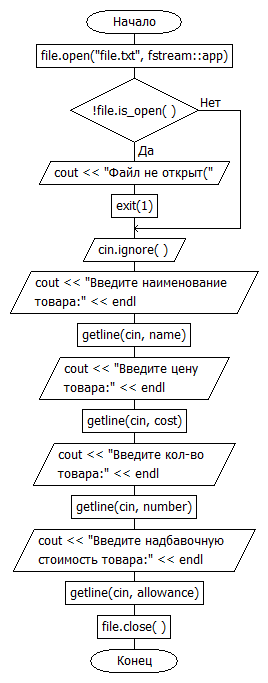 Начало
file.open("file.txt", fstream::app)
!file.is_open( )
Нет
Да
cout << "Файл не открыт("
exit(1)
cin.ignore( )
cout << "Введите наименование
товара:" << endl
getline(cin, name)
cout << "Введите цену
товара:" << endl
getline(cin, cost)
cout << "Введите кол-во
товара:" << endl
getline(cin, number)
cout << "Введите надбавочную
стоимость товара:" << endl
getline(cin, allowance)
file.close( )
Конец